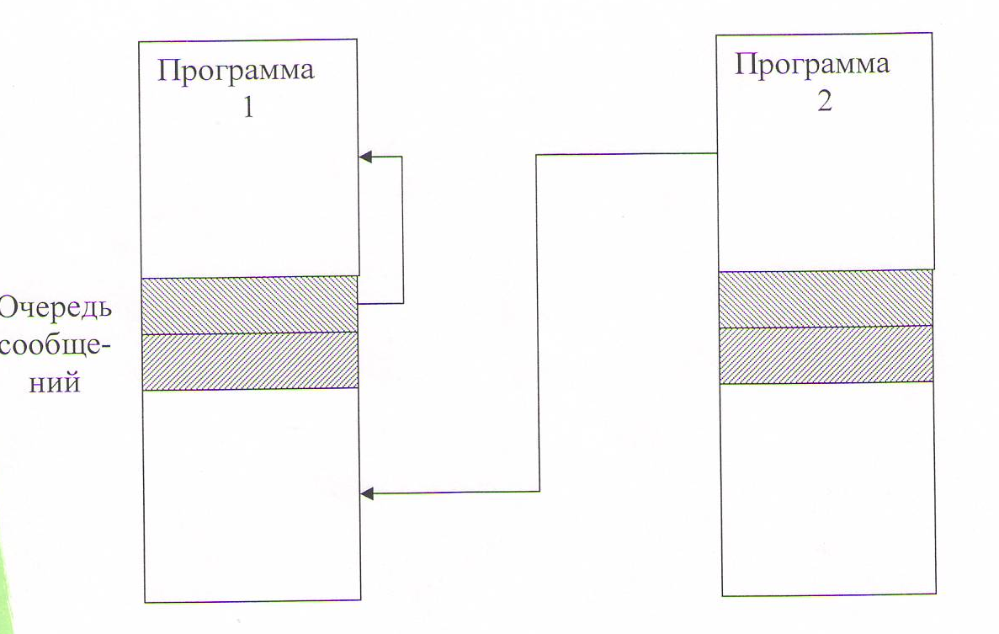 Программа
1
Программа
2
Очередь
сообще-
ний